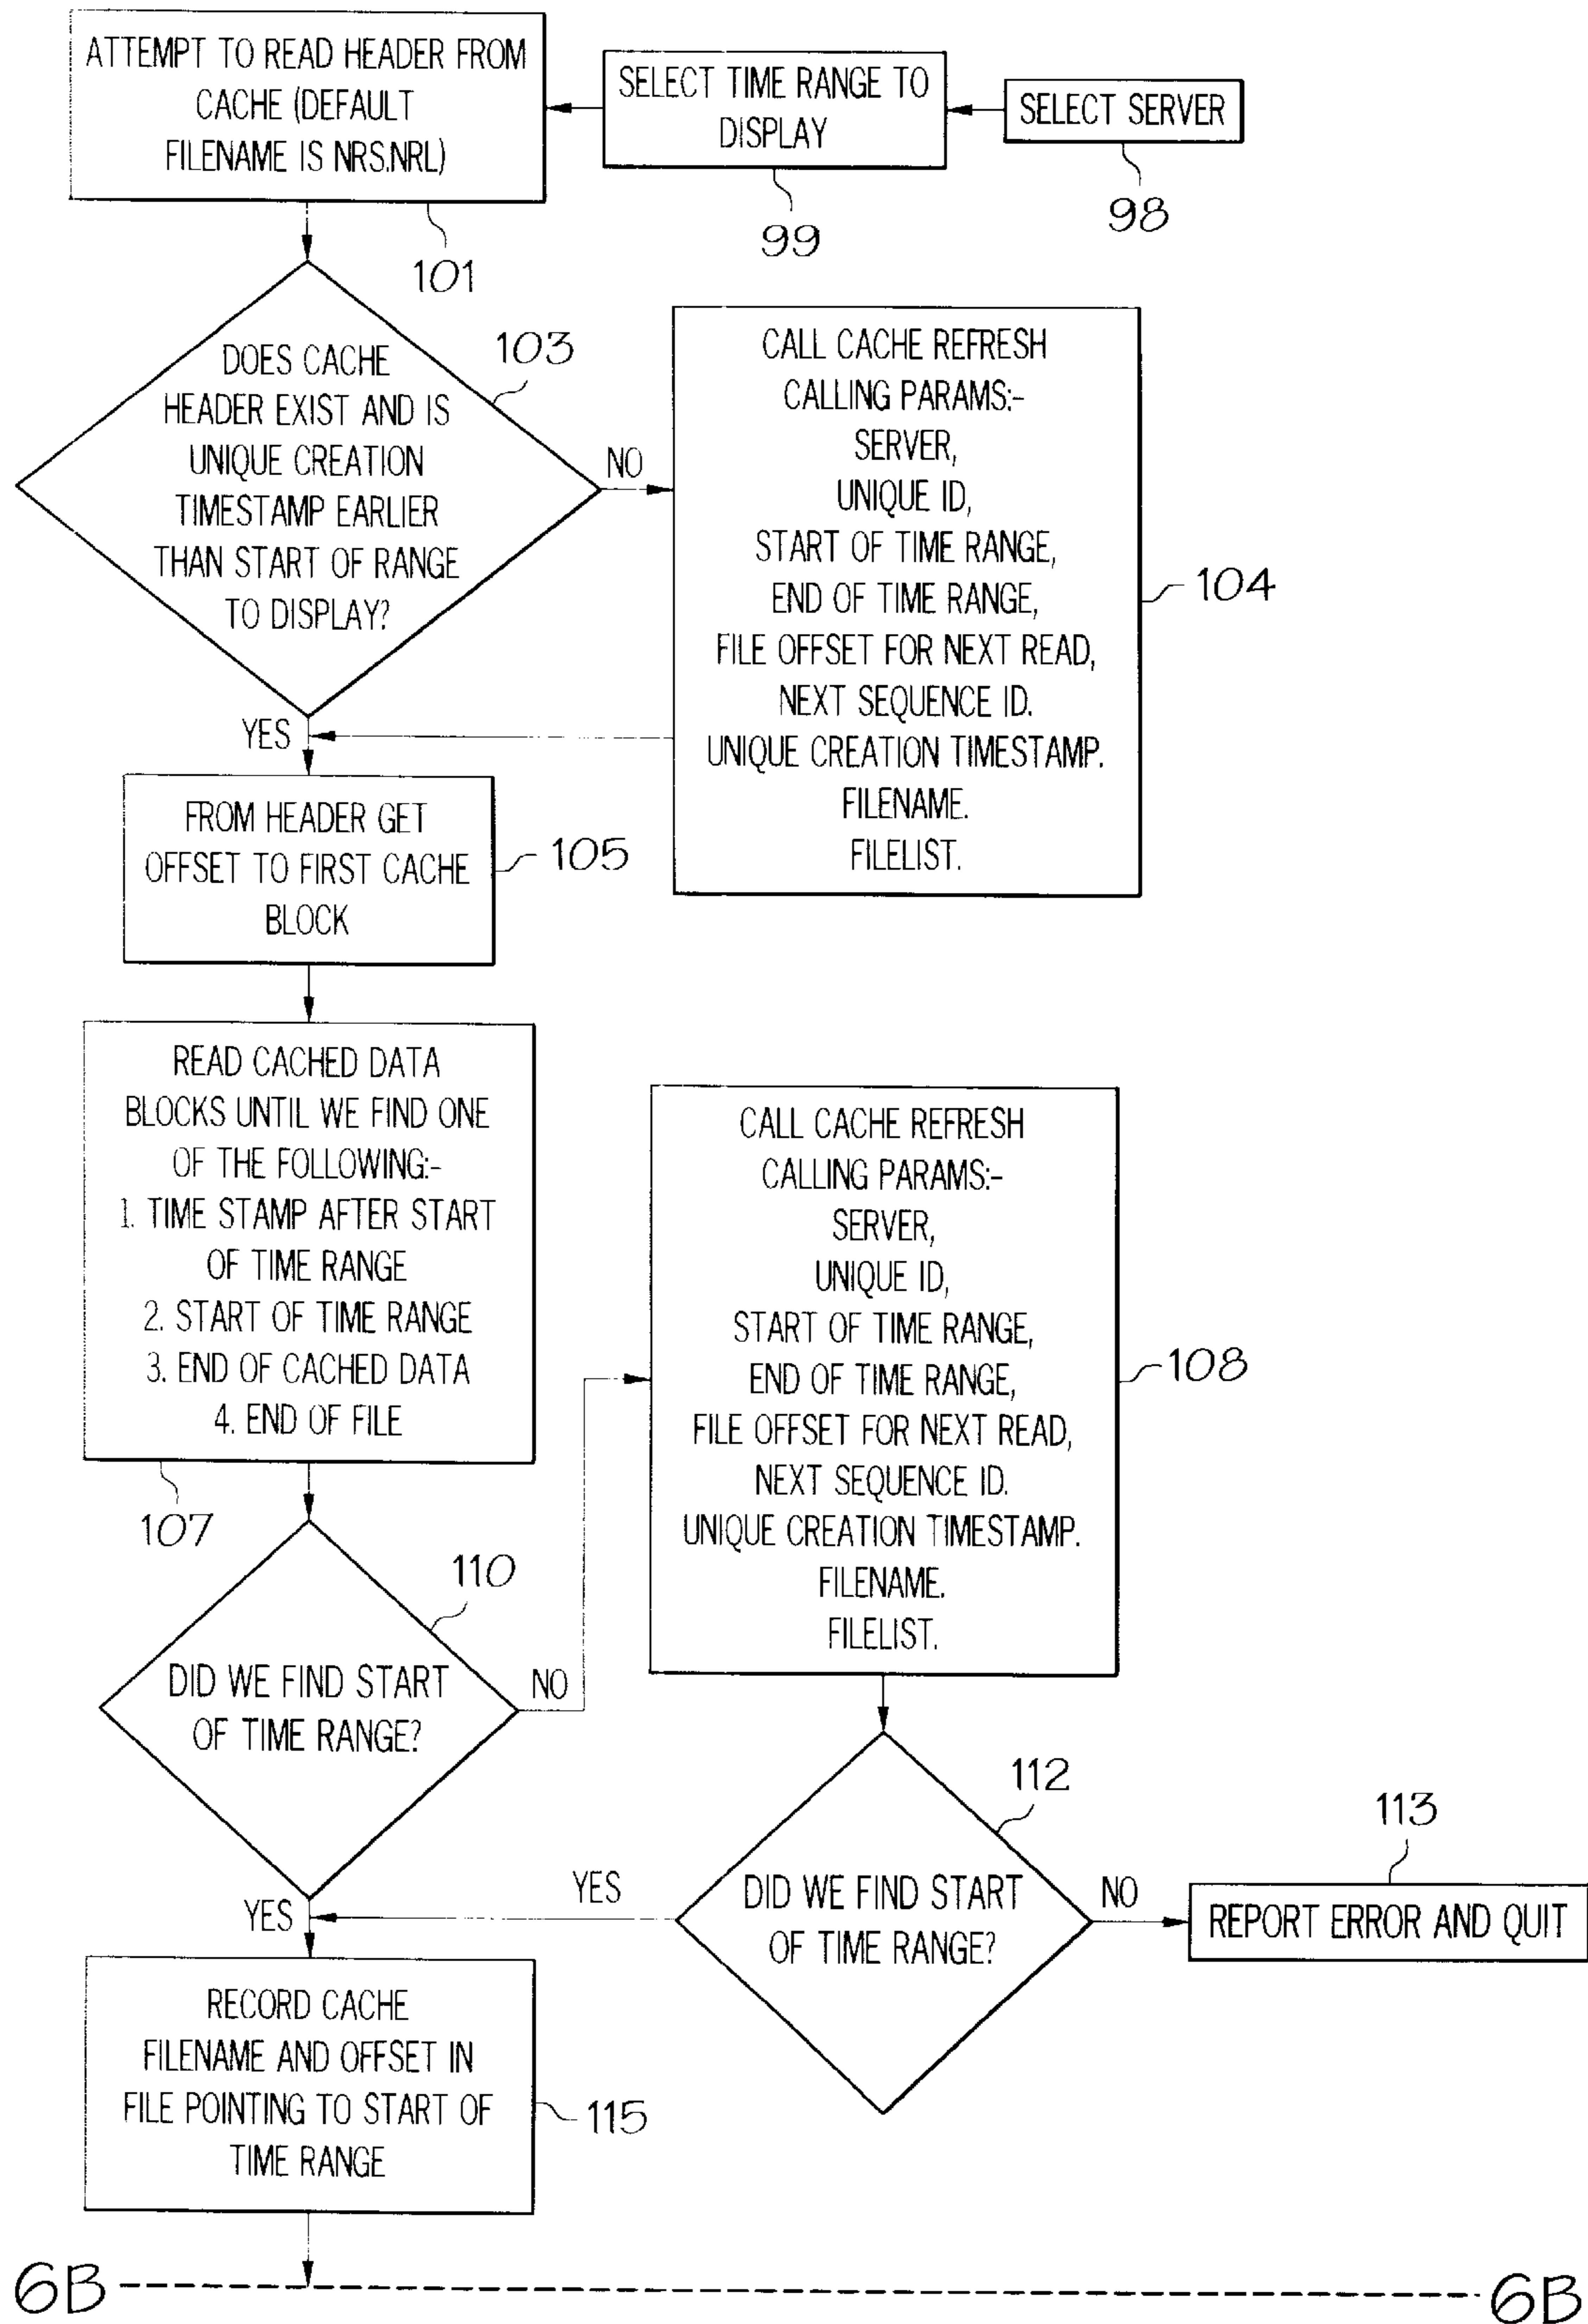 ATTEMPT TO READ HEADER FROM
CACHE (DEFAULT
FILENAME IS NRS.NRL)
101
SELECT TIME RANGE TO
DISPLAY
99
SELECT SERVER
98
DOES CACHE
HEADER EXIST AND IS
UNIQUE CREATION
TIMESTAMP EARLIER
THAN START OF RANGE
TO DISPLAY?
103
NO
YES
CALL CACHE REFRESH
CALLING PARAMS:-
SERVER,
UNIQUE ID,
START OF TIME RANGE,
END OF TIME RANGE,
FILE OFFSET FOR NEXT READ,
NEXT SEQUENCE ID.
UNIQUE CREATION TIMESTAMP.
FILENAME.
FILELIST.
104
FROM HEADER GET
OFFSET TO FIRST CACHE
BLOCK
105
READ CACHED DATA
BLOCKS UNTIL WE FIND ONE
OF THE FOLLOWING:-
1. TIME STAMP AFTER START
OF TIME RANGE
2. START OF TIME RANGE
3. END OF CACHED DATA
4. END OF FILE
107
CALL CACHE REFRESH
CALLING PARAMS:-
SERVER,
UNIQUE ID,
START OF TIME RANGE,
END OF TIME RANGE,
FILE OFFSET FOR NEXT READ,
NEXT SEQUENCE ID.
UNIQUE CREATION TIMESTAMP.
FILENAME.
FILELIST.
108
DID WE FIND START
OF TIME RANGE?
110
NO
YES
DID WE FIND START
OF TIME RANGE?
112
YES
NO
REPORT ERROR AND QUIT
113
RECORD CACHE
FILENAME AND OFFSET IN
FILE POINTING TO START OF
TIME RANGE
115
6B
6B